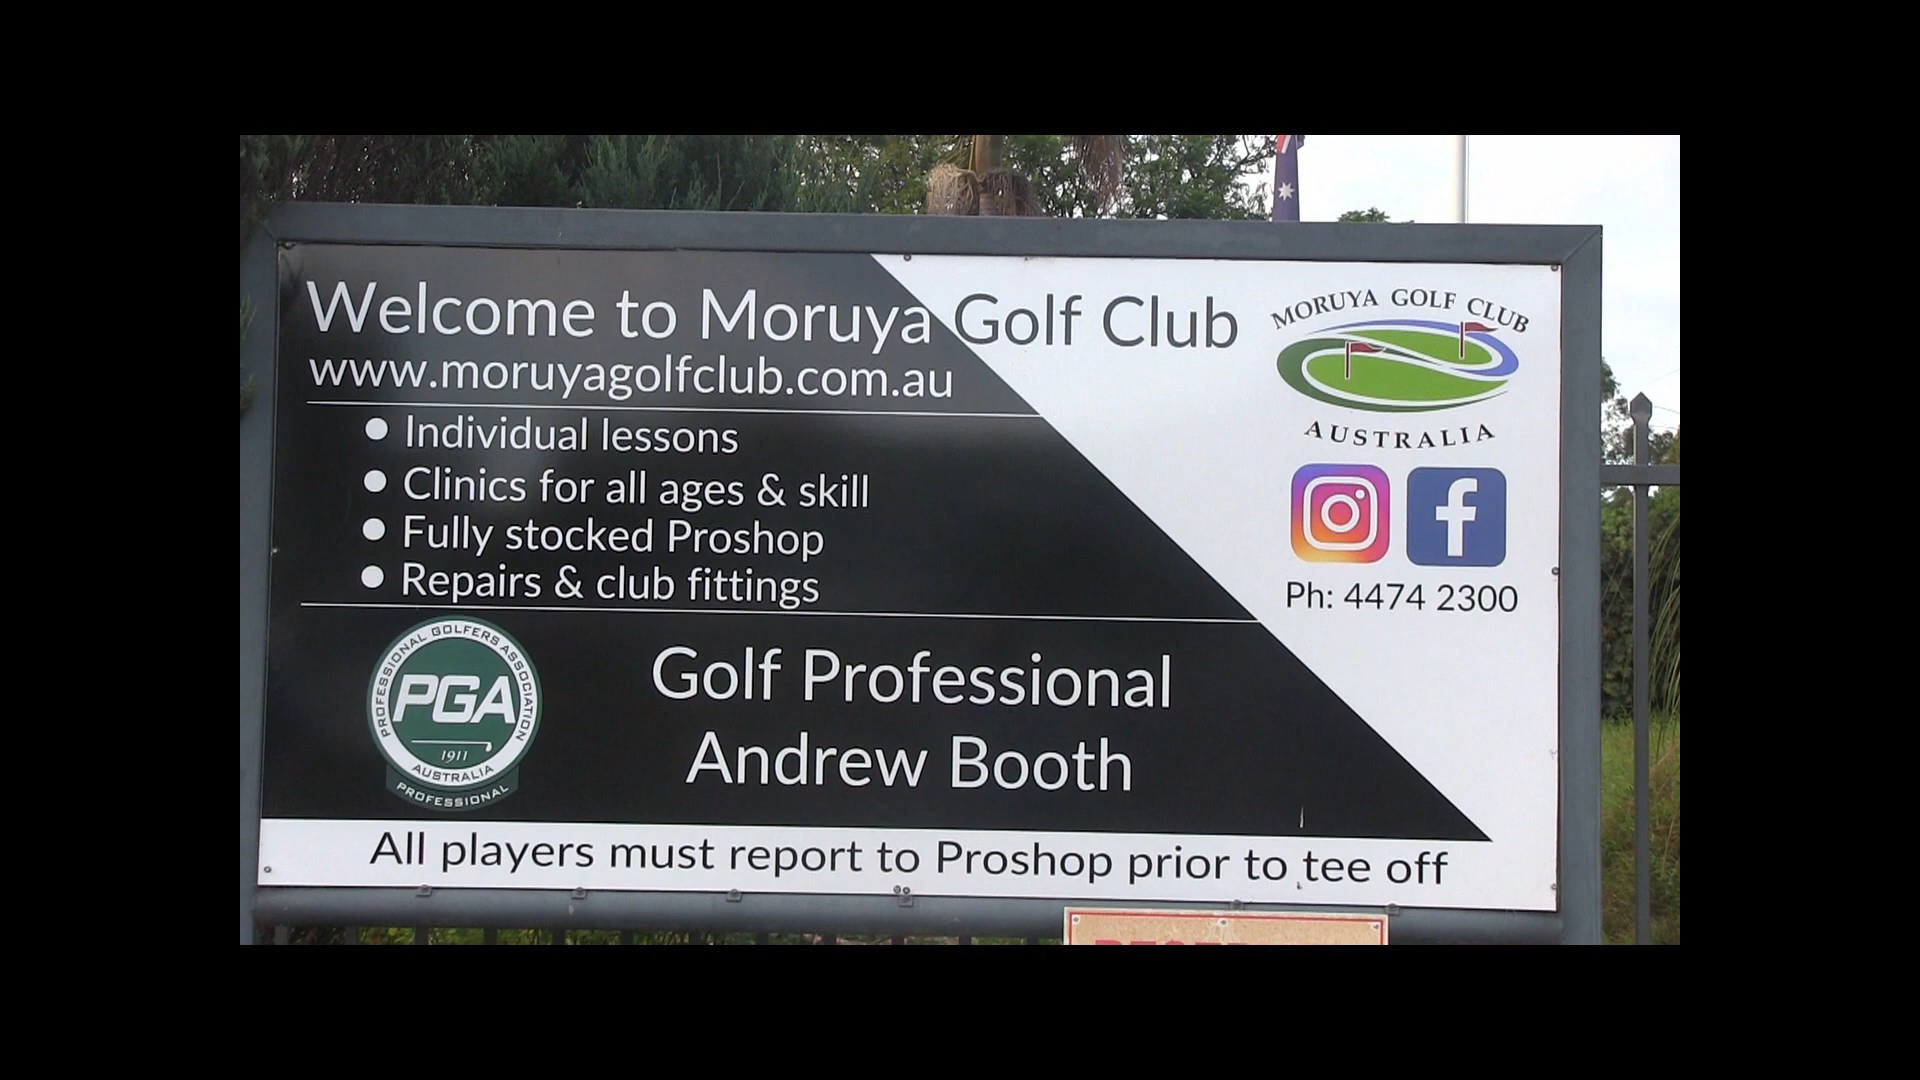 Welcome to Moruya Golf Club
www.moruyagolfclub.com.au
• Individual lessons
• Clinics for all ages & skill
• Fully stocked Proshop
• Repairs & club fittings
MORUYA GOLF CLUB
AUSTRALIA
Ph: 4474 2300
PROFESSIONAL GOLFERS ASSOCIATION
PGA
1911
AUSTRALIA
PROFESSIONAL
Golf Professional
Andrew Booth
All players must report to Proshop prior to tee off